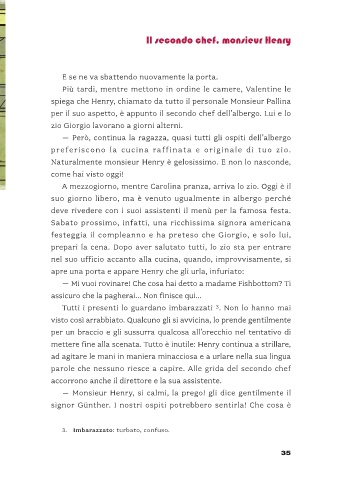 Il secondo chef, monsieur Henry
E se ne va sbattendo nuovamente la porta.
Più tardi, mentre mettono in ordine le camere, Valentine le
spiega che Henry, chiamato da tutto il personale Monsieur Pallina
per il suo aspetto, è appunto il secondo chef dell'albergo. Lui e lo
zio Giorgio lavorano a giorni alterni.
— Però, continua la ragazza, quasi tutti gli ospiti dell'albergo
preferiscono la cucina raffinata e originale di tuo zio.
Naturalmente monsieur Henry è gelosissimo. E non lo nasconde,
come hai visto oggi!
A mezzogiorno, mentre Carolina pranza, arriva lo zio. Oggi è il
suo giorno libero, ma è venuto ugualmente in albergo perché
deve rivedere con i suoi assistenti il menù per la famosa festa.
Sabato prossimo, infatti, una ricchissima signora americana
festeggia il compleanno e ha preteso che Giorgio, e solo lui,
prepari la cena. Dopo aver salutato tutti, lo zio sta per entrare
nel suo ufficio accanto alla cucina, quando, improvvisamente, si
apre una porta e appare Henry che gli urla, infuriato:
— Mi vuoi rovinare! Che cosa hai detto a madame Fishbottom? Ti
assicuro che la pagherai... Non finisce qui...
Tutti i presenti lo guardano imbarazzati 3. Non lo hanno mai
visto così arrabbiato. Qualcuno gli si avvicina, lo prende gentilmente
per un braccio e gli sussurra qualcosa all'orecchio nel tentativo di
mettere fine alla scenata. Tutto è inutile: Henry continua a strillare,
ad agitare le mani in maniera minacciosa e a urlare nella sua lingua
parole che nessuno riesce a capire. Alle grida del secondo chef
accorrono anche il direttore e la sua assistente.
— Monsieur Henry, si calmi, la prego! gli dice gentilmente il
signor Günther. I nostri ospiti potrebbero sentirla! Che cosa è
3. Imbarazzato: turbato, confuso.
35